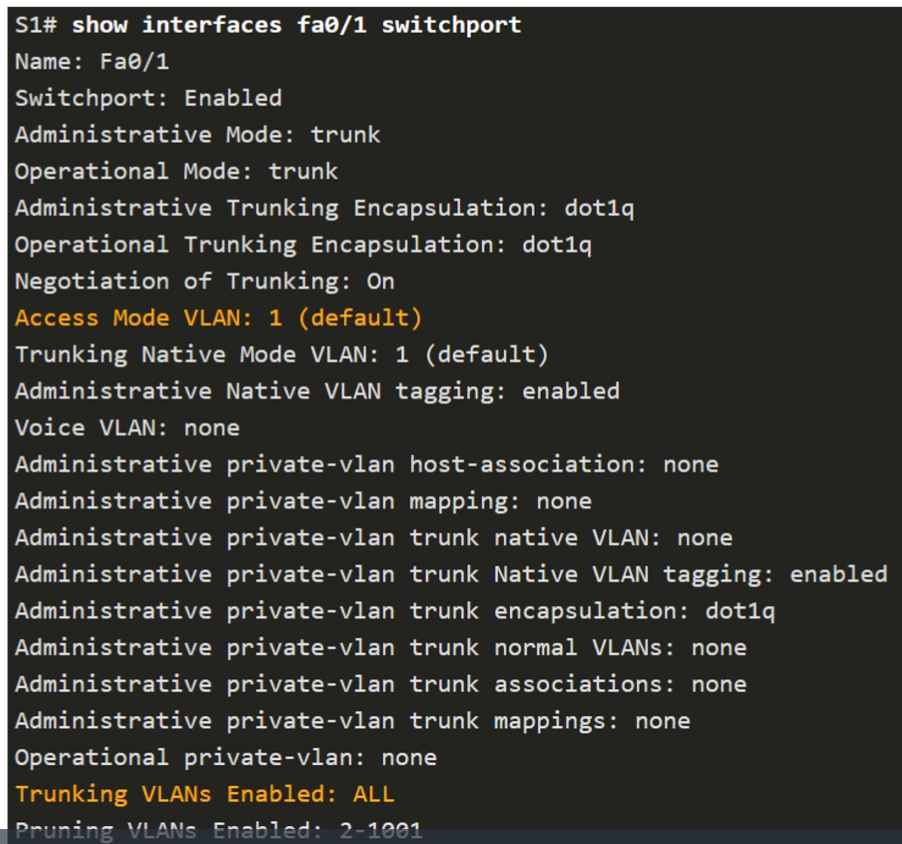 S1# show interfaces fa0/1 switchport
Name: Fa0/1
Switchport: Enabled
Administrative Mode: trunk
Operational Mode: trunk
Administrative Trunking Encapsulation: dot1q
Operational Trunking Encapsulation: dot1q
Negotiation of Trunking: On
Access Mode VLAN: 1 (default)
Trunking Native Mode VLAN: 1 (default)
Administrative Native VLAN tagging: enabled
Voice VLAN: none
Administrative private-vlan host-association: none
Administrative private-vlan mapping: none
Administrative private-vlan trunk native VLAN: none
Administrative private-vlan trunk Native VLAN tagging: enabled
Administrative private-vlan trunk encapsulation: dot1q
Administrative private-vlan trunk normal VLANs: none
Administrative private-vlan trunk associations: none
Administrative private-vlan trunk mappings: none
Operational private-vlan: none
Trunking VLANs Enabled: ALL
Pruning VLANs Enabled: 2-1001